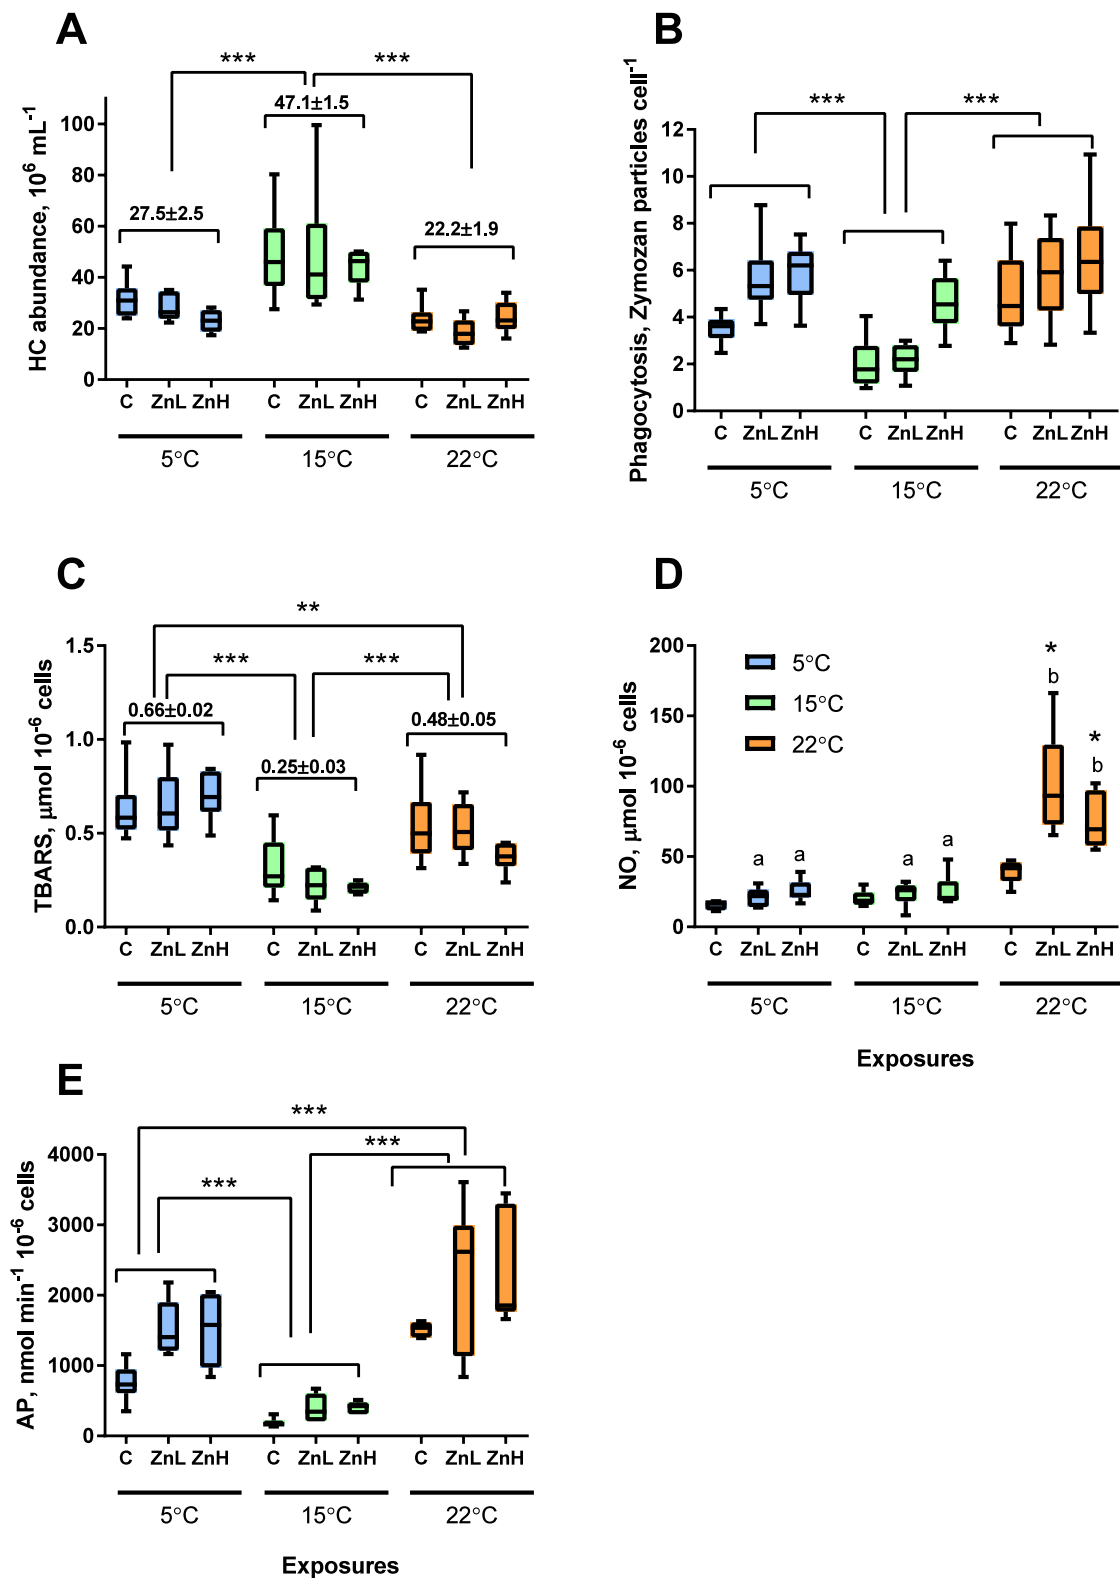 A
*** ***
HC abundance, 10⁶ mL⁻¹
100
80
60
40
20
0
27.5±2.5
47.1±1.5
22.2±1.9
C ZnL ZnH C ZnL ZnH C ZnL ZnH
5°C 15°C 22°C
B
*** ***
Phagocytosis, Zymozan particles cell⁻¹
12
10
8
6
4
2
0
C ZnL ZnH C ZnL ZnH C ZnL ZnH
5°C 15°C 22°C
C
**
*** ***
TBARS, μmol 10⁻⁶ cells
1.5
1.0
0.5
0.0
0.66±0.02
0.25±0.03
0.48±0.05
C ZnL ZnH C ZnL ZnH C ZnL ZnH
5°C 15°C 22°C
D
NO, μmol 10⁻⁶ cells
200
150
100
50
0
5°C
15°C
22°C
a a a a
*
b
*
b
C ZnL ZnH C ZnL ZnH C ZnL ZnH
5°C 15°C 22°C
Exposures
E
***
***
***
AP, nmol min⁻¹ 10⁻⁶ cells
4000
3000
2000
1000
0
C ZnL ZnH C ZnL ZnH C ZnL ZnH
5°C 15°C 22°C
Exposures